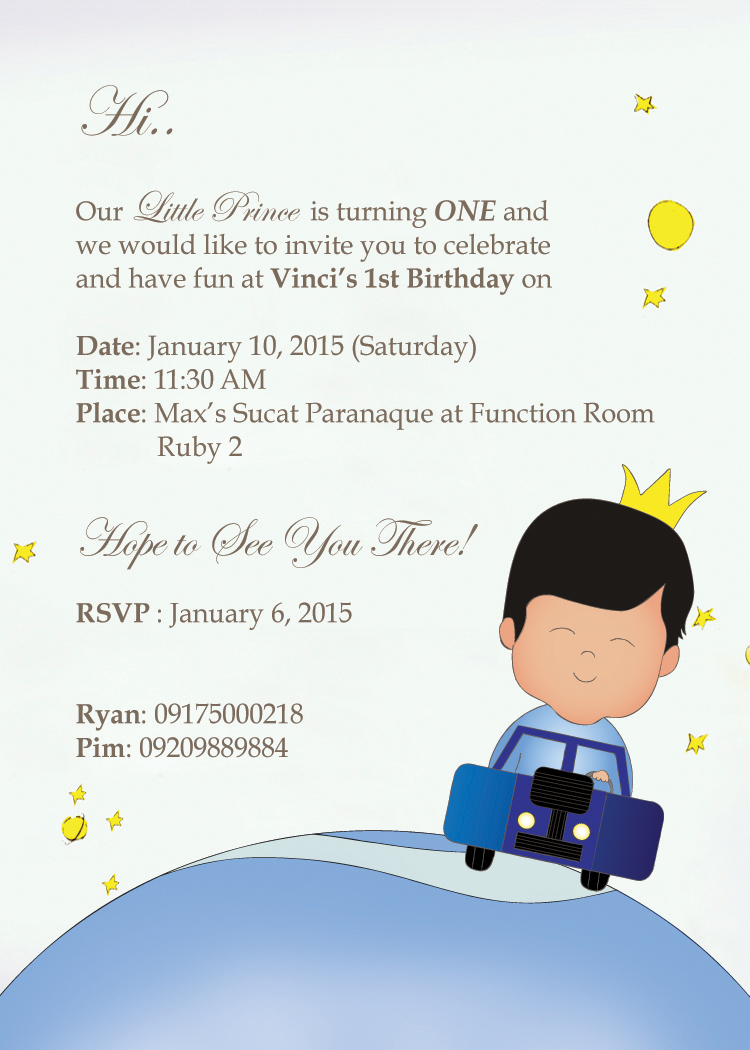 Hi..
Our Little Prince is turning ONE and
we would like to invite you to celebrate
and have fun at Vinci's 1st Birthday on
Date: January 10, 2015 (Saturday)
Time: 11:30 AM
Place: Max's Sucat Paranaque at Function Room
Ruby 2
Hope to See You There!
RSVP : January 6, 2015
Ryan: 09175000218
Pim: 09209889884